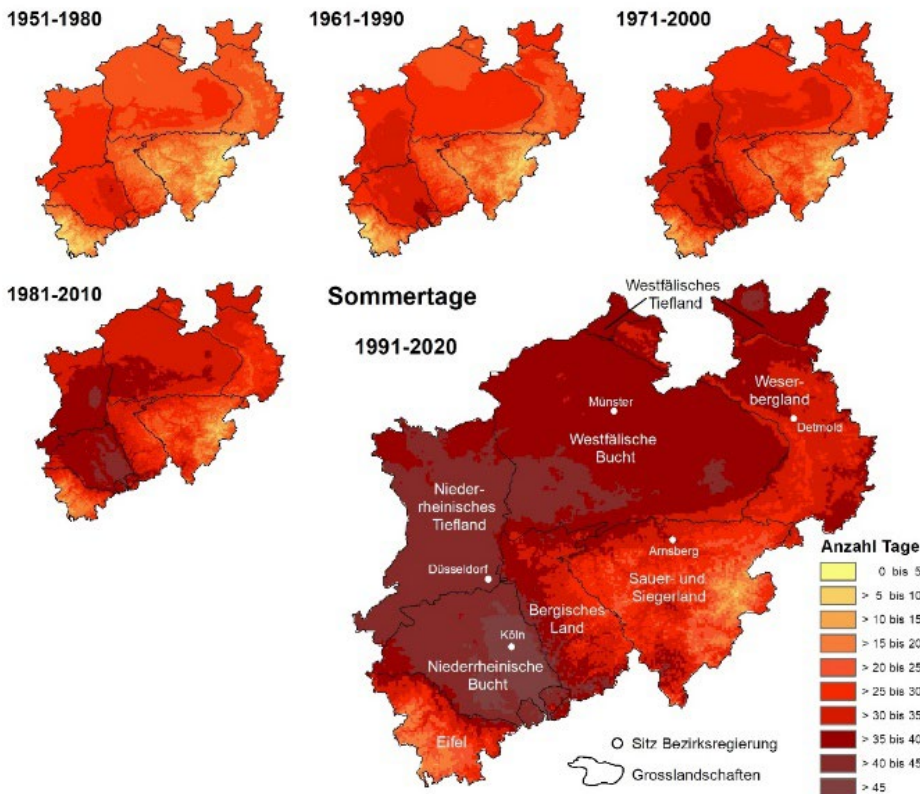 1951-1980
1961-1990
1971-2000
1981-2010
Sommertage
1991-2020
Westfälisches
Tiefland
Weser-
bergland
Detmold
Münster
Westfälische
Bucht
Nieder-
rheinisches
Tiefland
Düsseldorf
Arnsberg
Sauer- und
Siegerland
Bergisches
Land
Köln
Niederrheinische
Bucht
Eifel
Sitz Bezirksregierung
Grosslandschaften
Anzahl Tage
0 bis 5
> 5 bis 10
> 10 bis 15
> 15 bis 20
> 20 bis 25
> 25 bis 30
> 30 bis 35
> 35 bis 40
> 40 bis 45
> 45